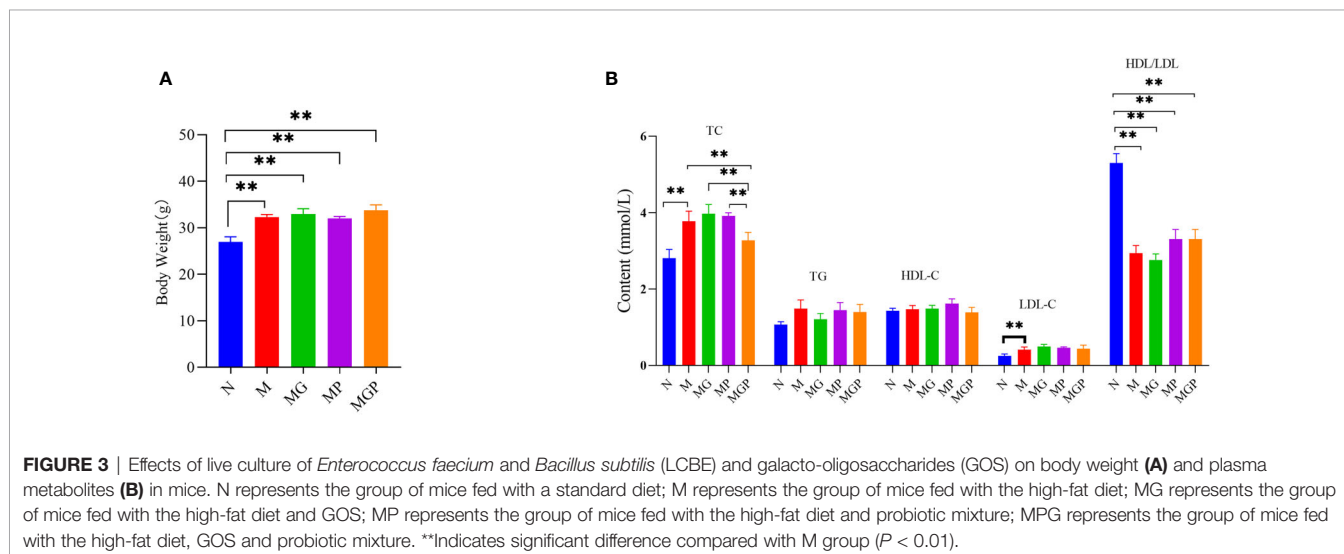 A
**
**
**
**
50
40
30
20
10
0
Body Weight(g)
N
M
MG
MP
MGP
B
HDL/LDL
**
**
**
**
TC
**
**
**
**
TG
HDL-C
LDL-C
**
6
4
2
0
Content (mmol/L)
N M MG MP MGP N M MG MP MGP N M MG MP MGP N M MG MP MGP N M MG MP MGP
FIGURE 3 | Effects of live culture of Enterococcus faecium and Bacillus subtilis (LCBE) and galacto-oligosaccharides (GOS) on body weight (A) and plasma
metabolites (B) in mice. N represents the group of mice fed with a standard diet; M represents the group of mice fed with the high-fat diet; MG represents the group
of mice fed with the high-fat diet and GOS; MP represents the group of mice fed with the high-fat diet and probiotic mixture; MPG represents the group of mice fed
with the high-fat diet, GOS and probiotic mixture. **Indicates significant difference compared with M group (P < 0.01).